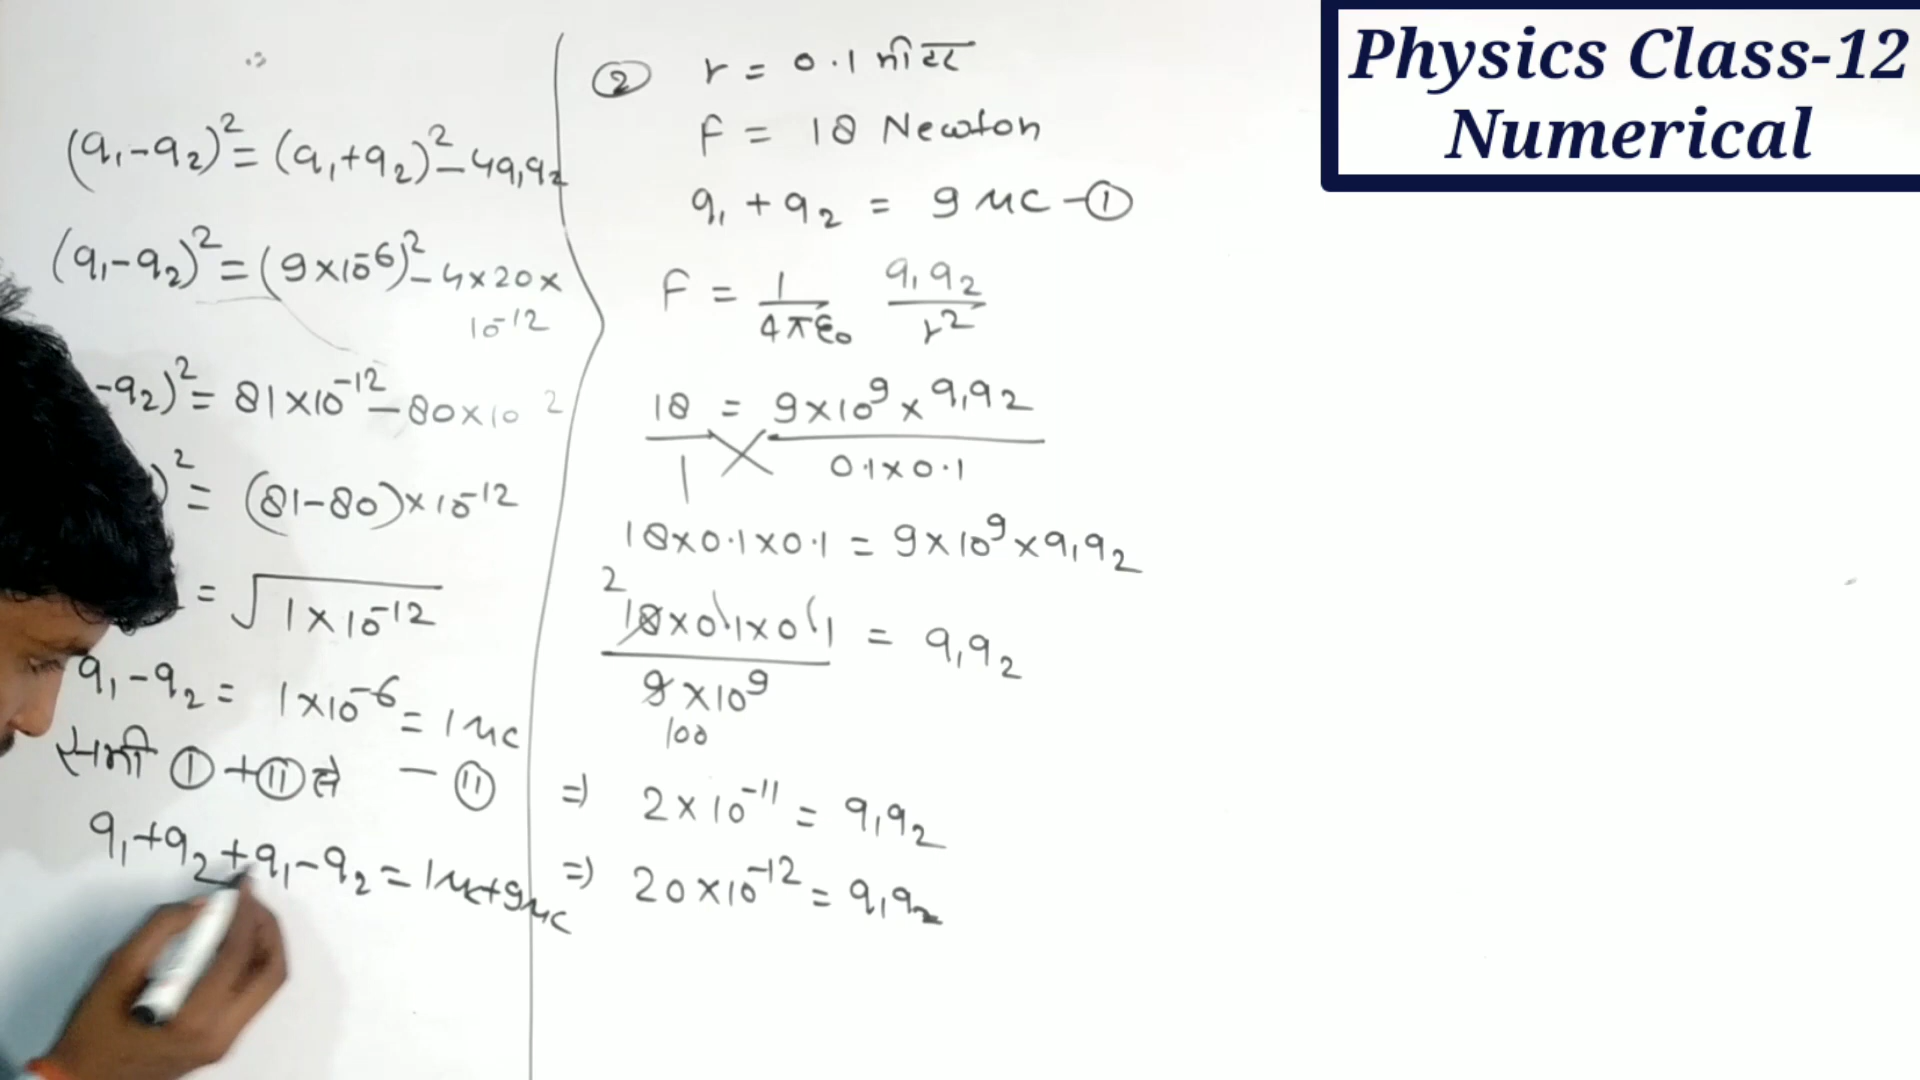 Physics Class-12
Numerical
② r = 0.1 मीटर
F = 18 Newton
q₁ + q₂ = 9 μC -①
F = 1/4πε₀ q₁q₂/r²
18/1 = 9×10⁹×q₁q₂/0.1×0.1
18×0.1×0.1 = 9×10⁹×q₁q₂
2
18×0.1×0.1/9×10⁹ = q₁q₂
100
⇒ 2×10⁻¹¹ = q₁q₂
⇒ 20×10⁻¹² = q₁q₂
(q₁-q₂)² = (q₁+q₂)² - 4q₁q₂
(q₁-q₂)² = (9×10⁻⁶)² - 4×20×
10⁻¹²
-q₂)² = 81×10⁻¹² - 80×10 2
)² = (81-80)×10⁻¹²
= √1×10⁻¹²
q₁-q₂ = 1×10⁻⁶ = 1μC
समी ① + ⑪ से - ⑪
q₁+q₂+q₁-q₂ = 1μC+9μC